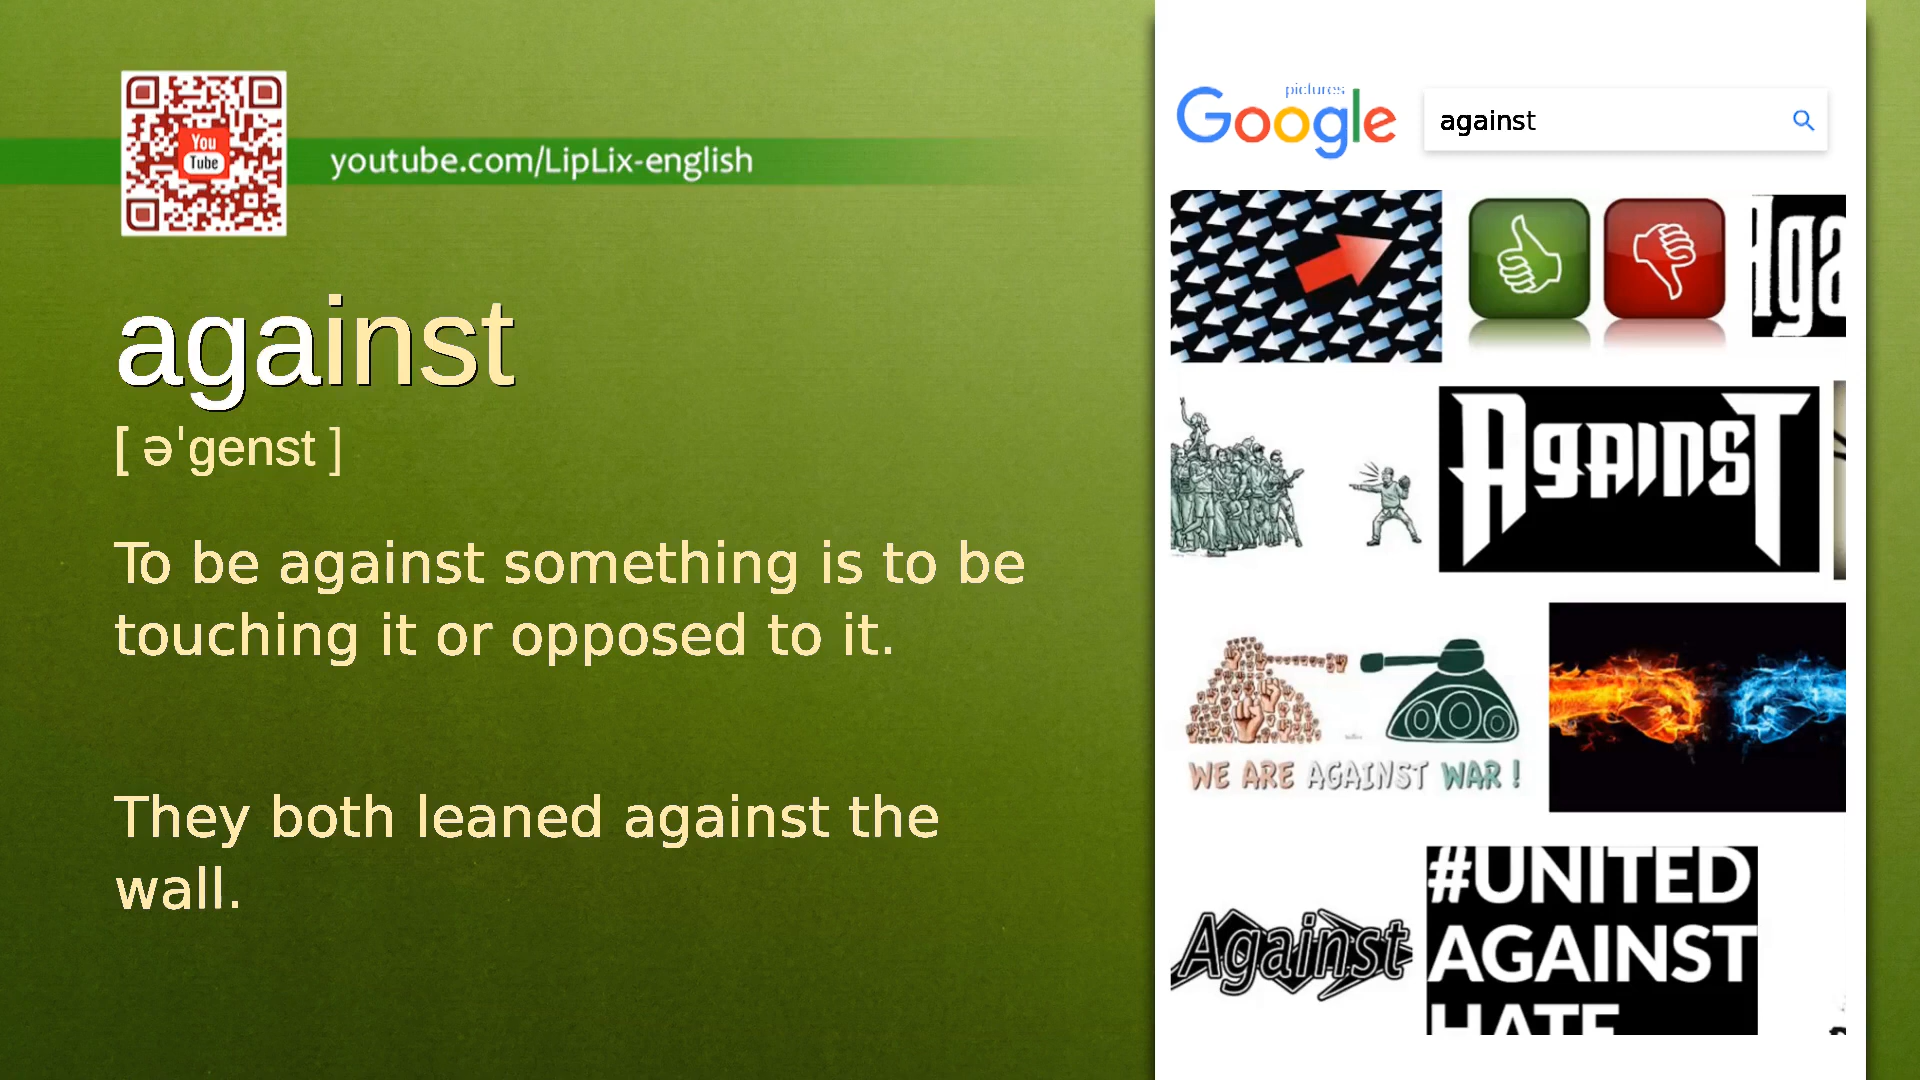 You
Tube
youtube.com/LipLix-english
against
[ ə'genst ]
To be against something is to be
touching it or opposed to it.
They both leaned against the
wall.
pictures
Google
against
Aga
AgAiNsT
WE ARE AGAINST WAR !
Against
#UNITED
AGAINST
HATE